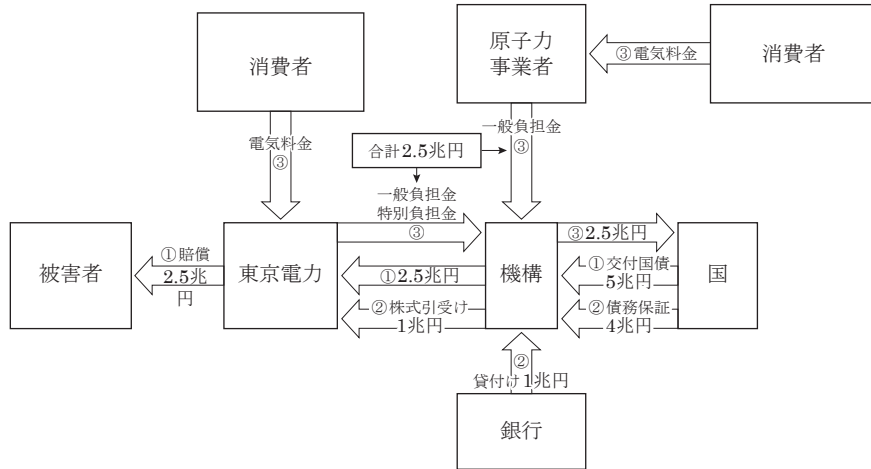 消費者
原子力
事業者
③電気料金
消費者
電気料金
③
合計2.5兆円
一般負担金
③
一般負担金
特別負担金
③
被害者
①賠償
2.5兆
円
東京電力
①2.5兆円
②株式引受け
1兆円
機構
③2.5兆円
①交付国債
5兆円
②債務保証
4兆円
国
②
貸付け1兆円
銀行